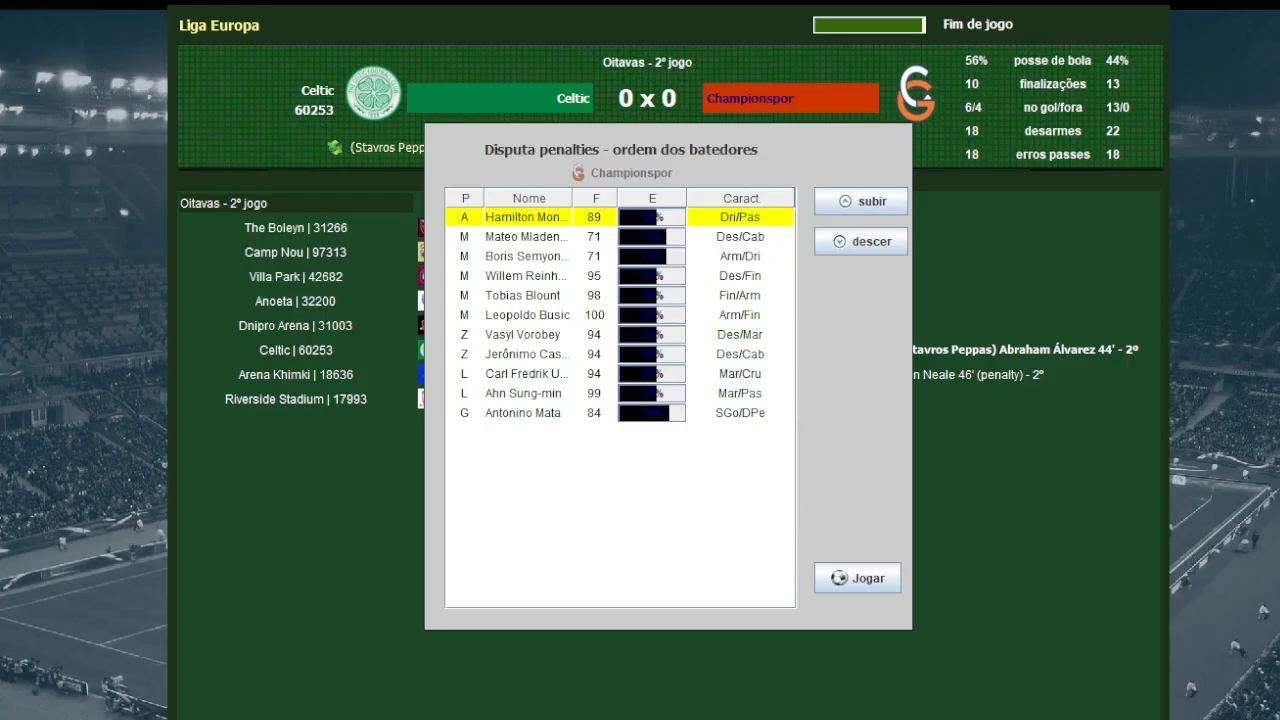 Liga Europa
Fim de jogo
Oitavas - 2º jogo
Celtic
60253
Celtic
0 x 0
Championspor
56% posse de bola 44%
10 finalizações 13
6/4 no gol/fora 13/0
18 desarmes 22
18 erros passes 18
(Stavros Pepp
Disputa penalties - ordem dos batedores
Championspor
P Nome F E Caract.
A Hamilton Mon... 89 Dri/Pas
M Mateo Mladen... 71 Des/Cab
M Boris Semyon... 71 Arm/Dri
M Willem Reinh... 95 Des/Fin
M Tobias Blount 98 Fin/Arm
M Leopoldo Busic 100 Arm/Fin
Z Vasyl Vorobey 94 Des/Mar
Z Jerônimo Cas... 94 Des/Cab
L Carl Fredrik U... 94 Mar/Cru
L Ahn Sung-min 99 Mar/Pas
G Antonino Mata 84 SGo/DPe
subir
descer
Jogar
Oitavas - 2º jogo
The Boleyn | 31266
Camp Nou | 97313
Villa Park | 42682
Anoeta | 32200
Dnipro Arena | 31003
Celtic | 60253
Arena Khimki | 18636
Riverside Stadium | 17993
tavros Peppas) Abraham Álvarez 44' - 2º
n Neale 46' (penalty) - 2º